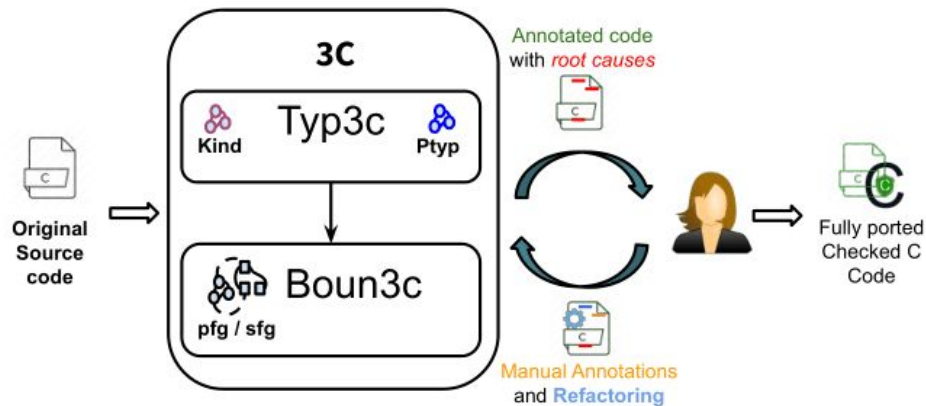 3C
Typ3c
Kind
Ptyp
Boun3c
pfg / sfg
C
Original
Source
code
Annotated code
with root causes
C
C
Manual Annotations
and Refactoring
C
C
C
Fully ported
Checked C
Code